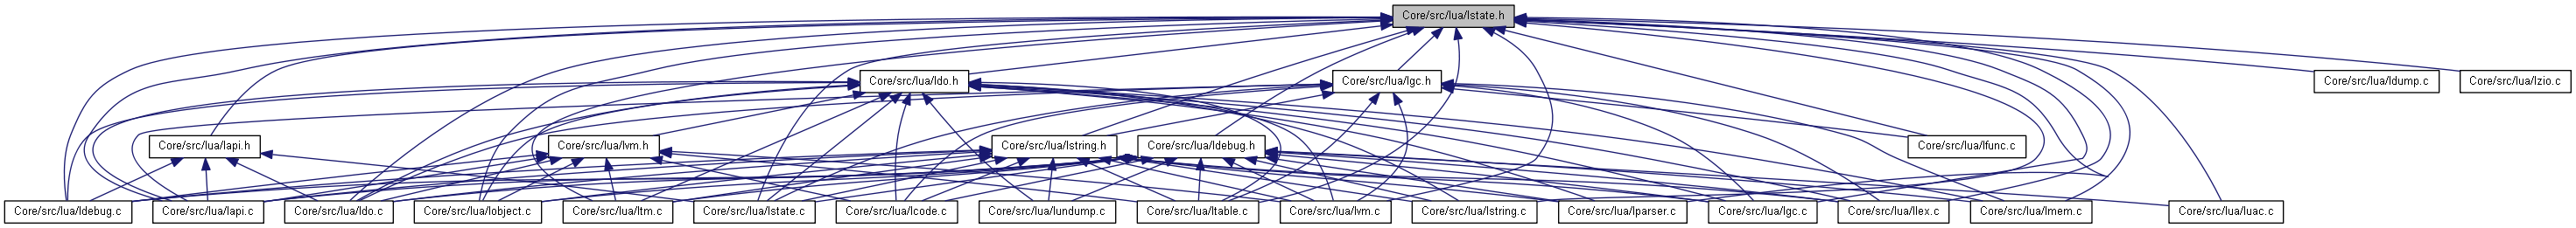 Core/src/lua/lstate.h
Core/src/lua/ldo.h
Core/src/lua/lgc.h
Core/src/lua/ldump.c
Core/src/lua/lzio.c
Core/src/lua/lapi.h
Core/src/lua/lvm.h
Core/src/lua/lstring.h
Core/src/lua/ldebug.h
Core/src/lua/lfunc.c
Core/src/lua/ldebug.c
Core/src/lua/lapi.c
Core/src/lua/ldo.c
Core/src/lua/lobject.c
Core/src/lua/ltm.c
Core/src/lua/lstate.c
Core/src/lua/lcode.c
Core/src/lua/lundump.c
Core/src/lua/ltable.c
Core/src/lua/lvm.c
Core/src/lua/lstring.c
Core/src/lua/lparser.c
Core/src/lua/lgc.c
Core/src/lua/llex.c
Core/src/lua/lmem.c
Core/src/lua/luac.c